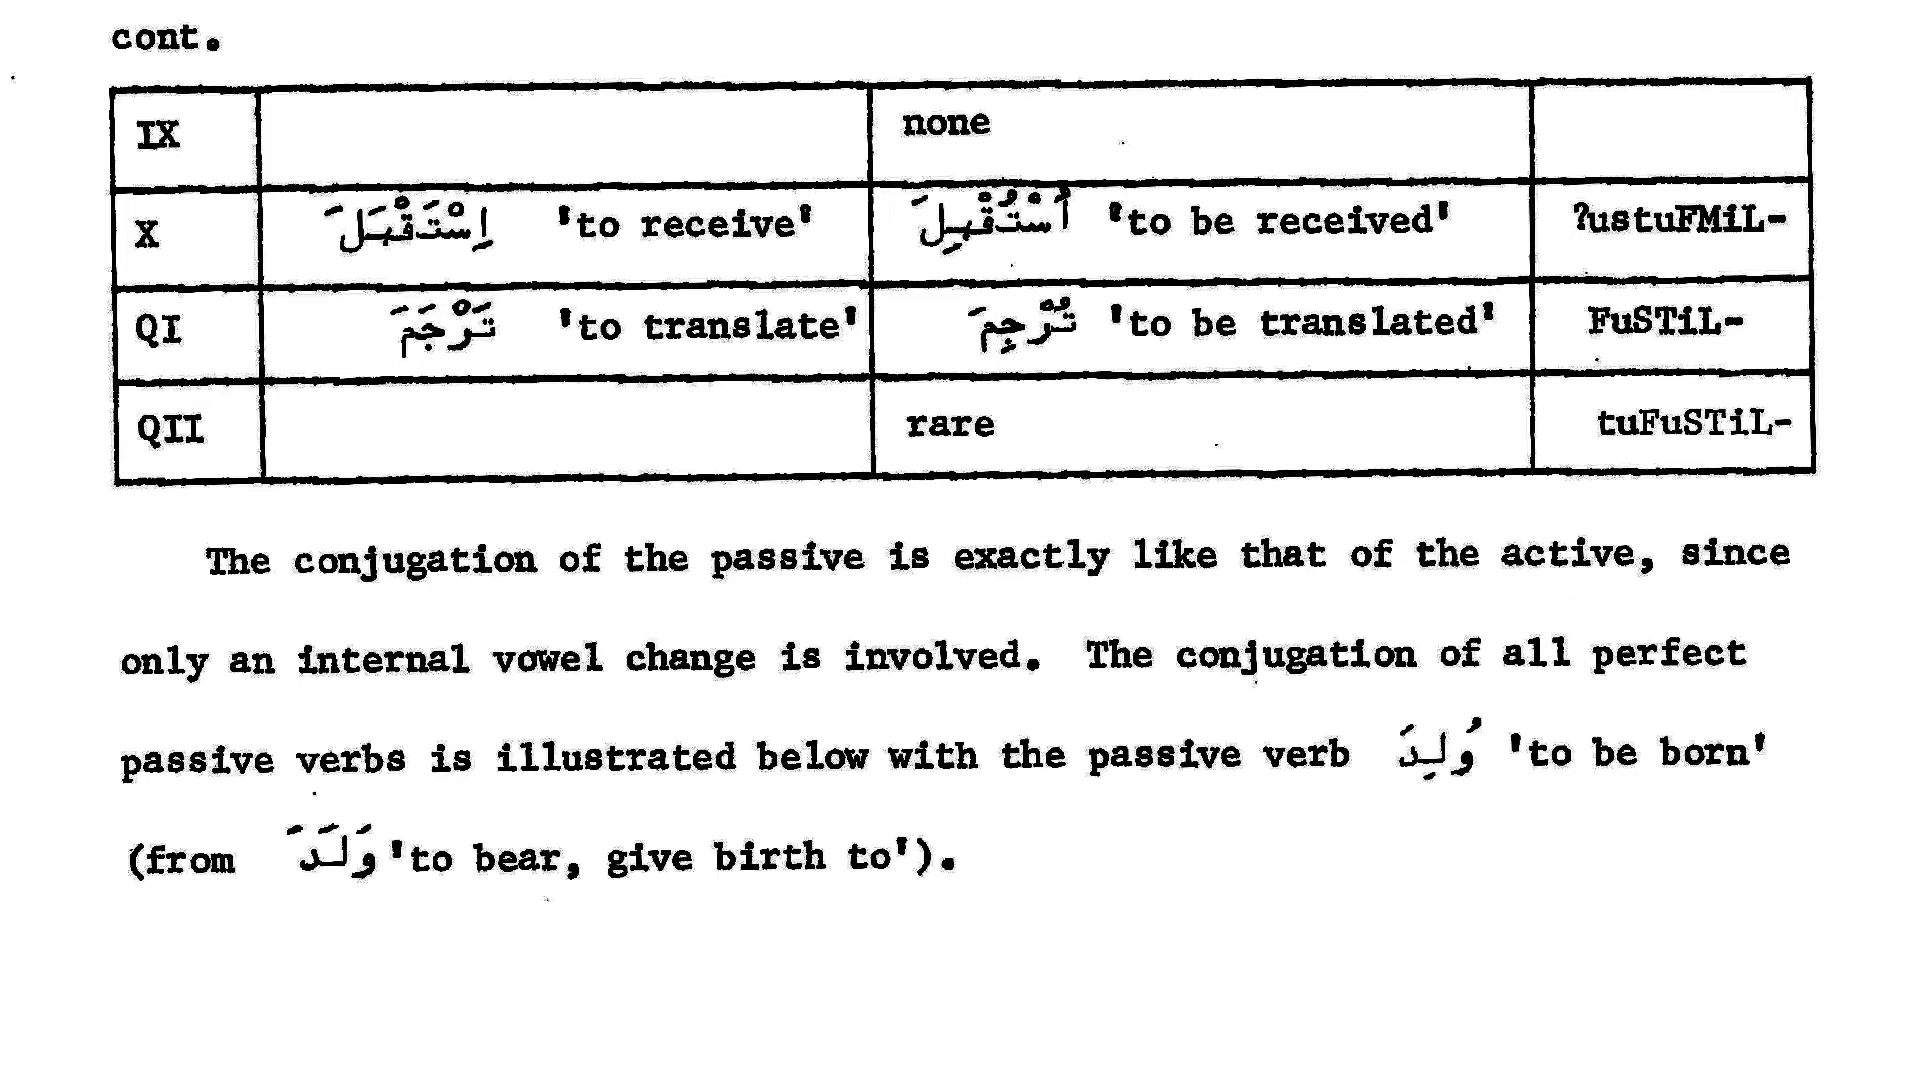 cont.
IX none
X اِسْتَقْبَلَ 'to receive' اُسْتُقْبِلَ 'to be received' ?ustuFMiL-
QI تَرْجَمَ 'to translate' تُرْجِمَ 'to be translated' FuSTiL-
QII rare tuFuSTiL-
The conjugation of the passive is exactly like that of the active, since
only an internal vowel change is involved. The conjugation of all perfect
passive verbs is illustrated below with the passive verb وُلِدَ 'to be born'
(from وَلَدَ 'to bear, give birth to').